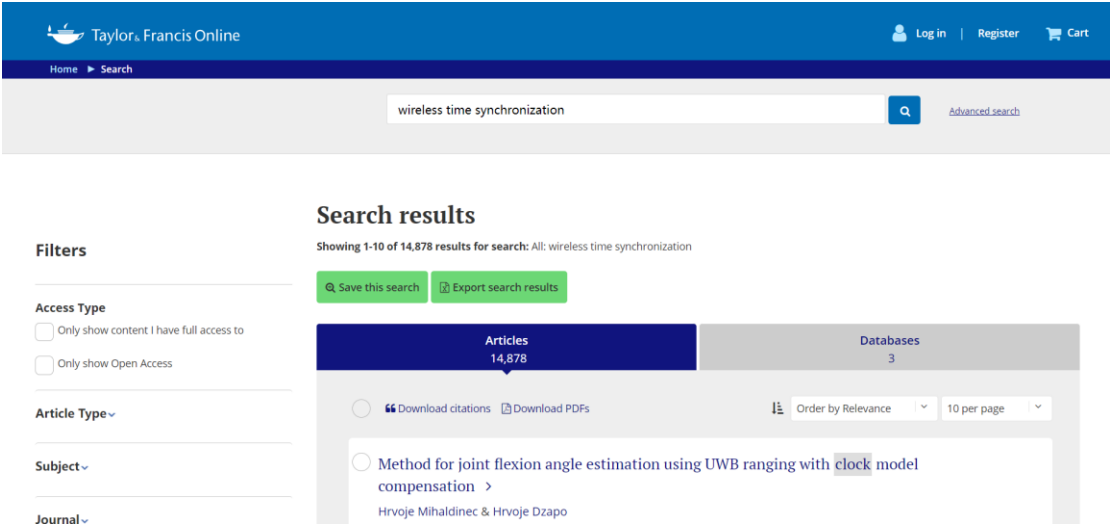 Taylor & Francis Online
Log in | Register Cart
Home ▶ Search
wireless time synchronization
Advanced search
Search results
Filters
Showing 1-10 of 14,878 results for search: All: wireless time synchronization
Save this search Export search results
Access Type
Only show content I have full access to
Only show Open Access
Articles
14,878
Databases
3
Article Type
Download citations Download PDFs
Order by Relevance 10 per page
Subject
Method for joint flexion angle estimation using UWB ranging with clock model
compensation >
Hrvoje Mihaldinec & Hrvoje Dzapo
Journal